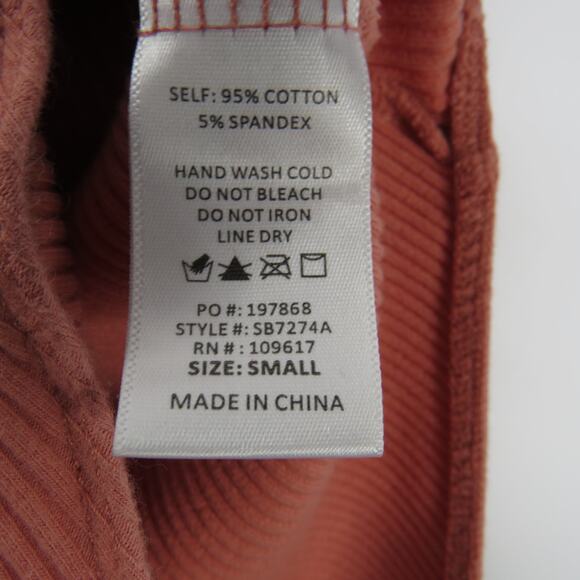 SELF: 95% COTTON
5% SPANDEX
HAND WASH COLD
DO NOT BLEACH
DO NOT IRON
LINE DRY
PO #: 197868
STYLE #: SB7274A
RN # : 109617
SIZE: SMALL
MADE IN CHINA